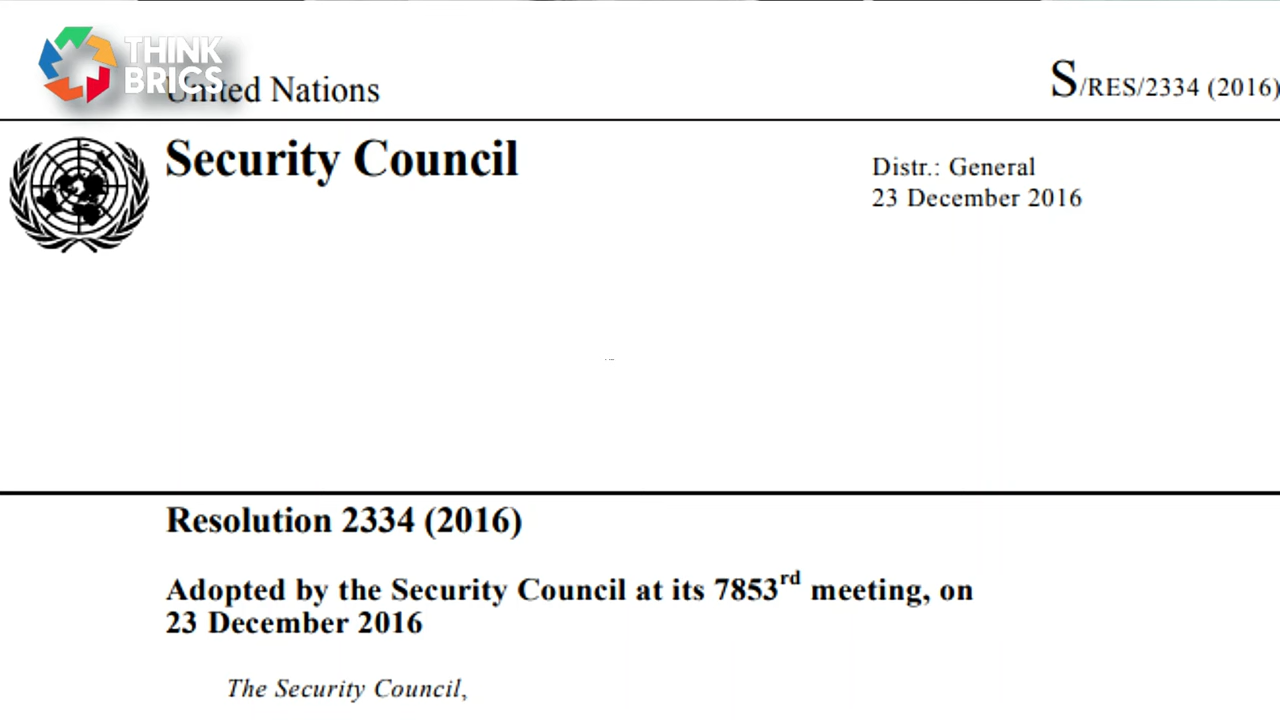 THINK
BRICS
United Nations
S/RES/2334 (2016)
Security Council
Distr.: General
23 December 2016
Resolution 2334 (2016)
Adopted by the Security Council at its 7853rd meeting, on
23 December 2016
The Security Council,